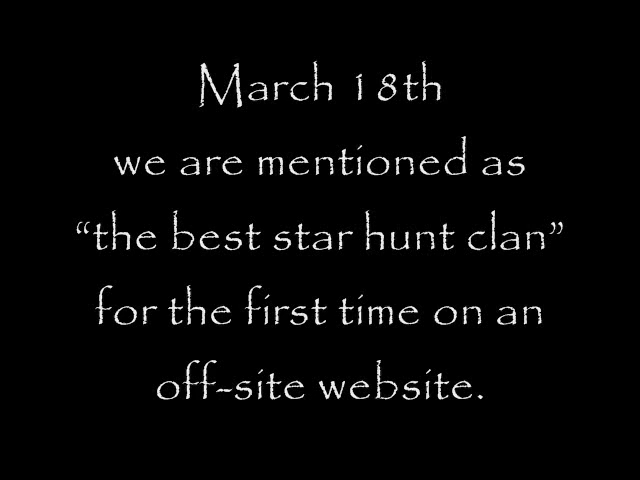 March 18th
we are mentioned as
“the best star hunt clan”
for the first time on an
off-site website.